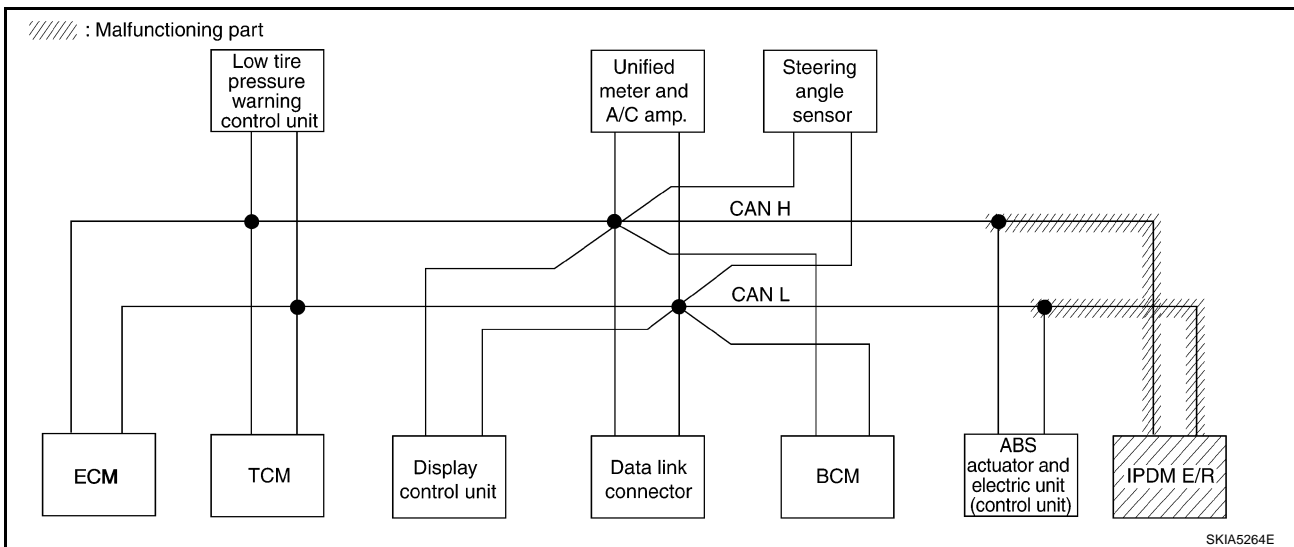 : Malfunctioning part
Low tire
pressure
warning
control unit
Unified
meter and
A/C amp.
Steering
angle
sensor
CAN H
CAN L
ECM
TCM
Display
control unit
Data link
connector
BCM
ABS
actuator and
electric unit
(control unit)
IPDM E/R
SKIA5264E